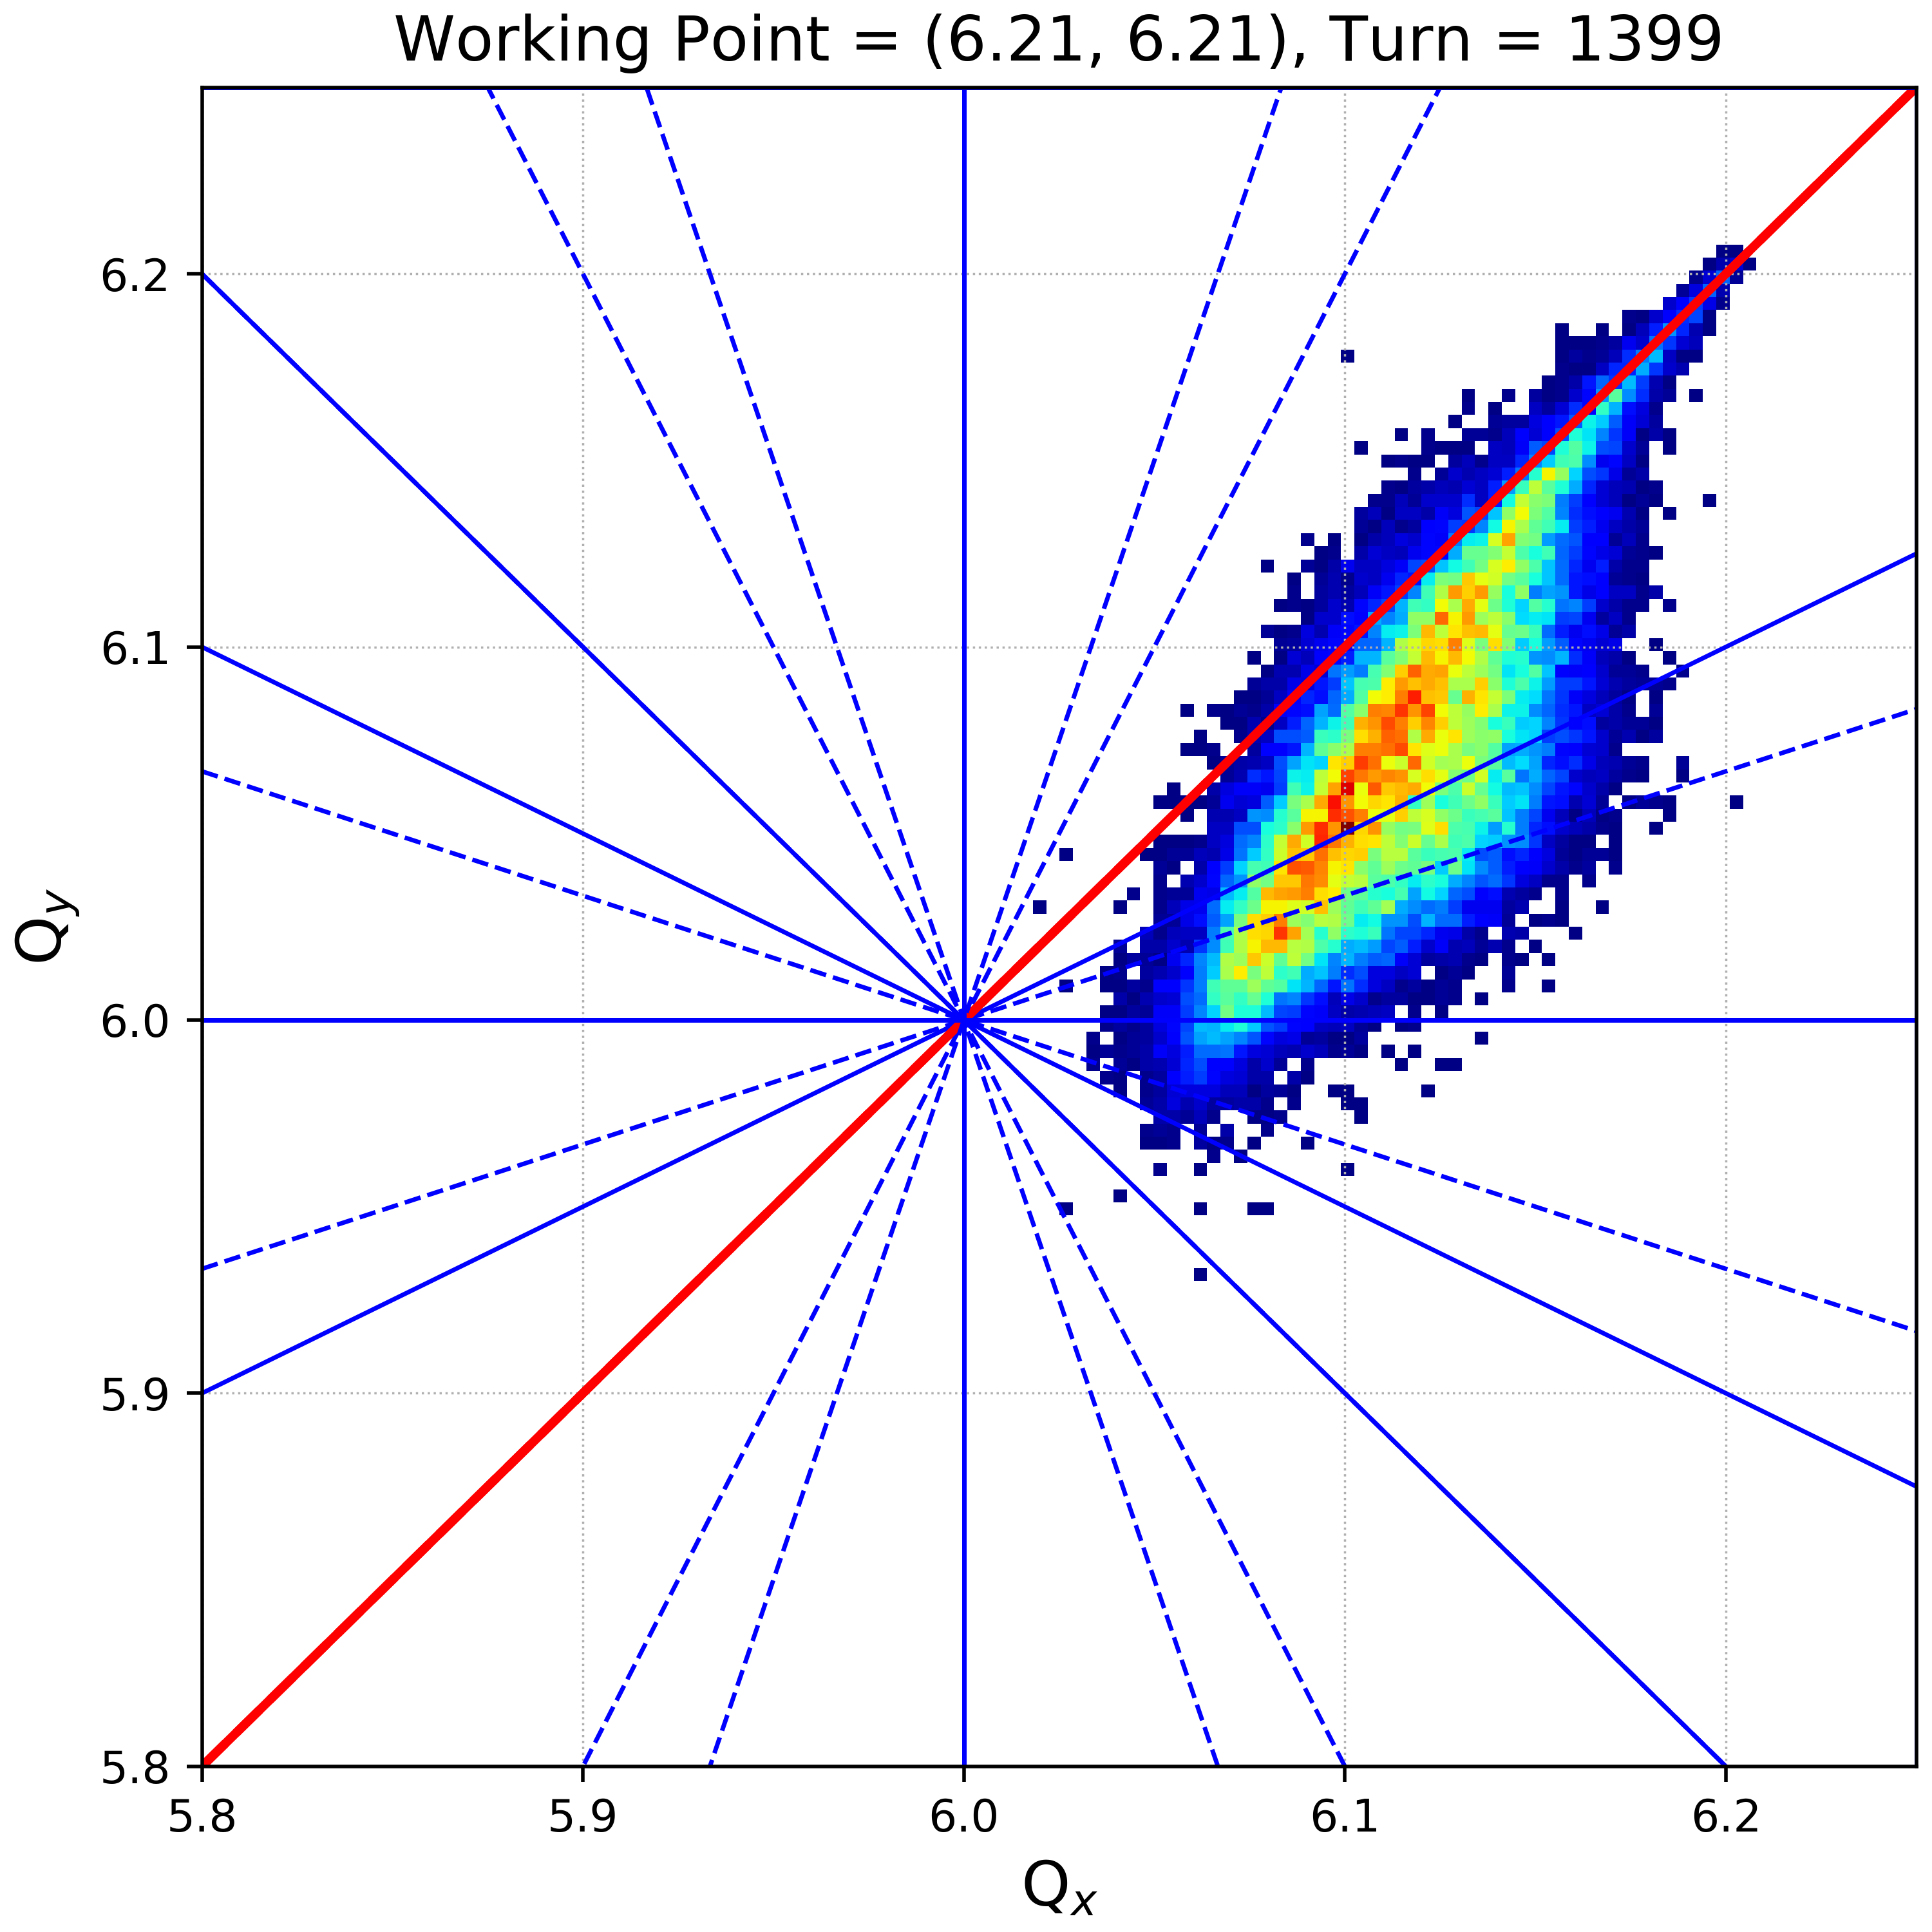 Working Point = (6.21, 6.21), Turn = 1399
6.2
6.1
6.0
5.9
5.8
Qy
5.8 5.9 6.0 6.1 6.2
Qx